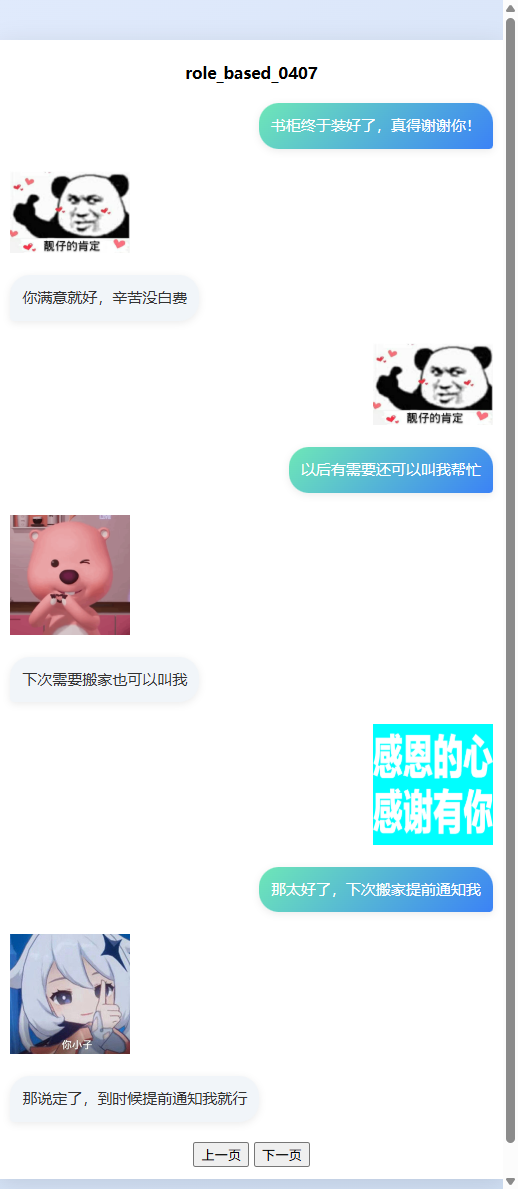 role_based_0407
书柜终于装好了，真得谢谢你！
靓仔的肯定
你满意就好，辛苦没白费
靓仔的肯定
以后有需要还可以叫我帮忙
下次需要搬家也可以叫我
感恩的心
感谢有你
那太好了，下次搬家提前通知我
你小子
那说定了，到时候提前通知我就行
上一页 下一页